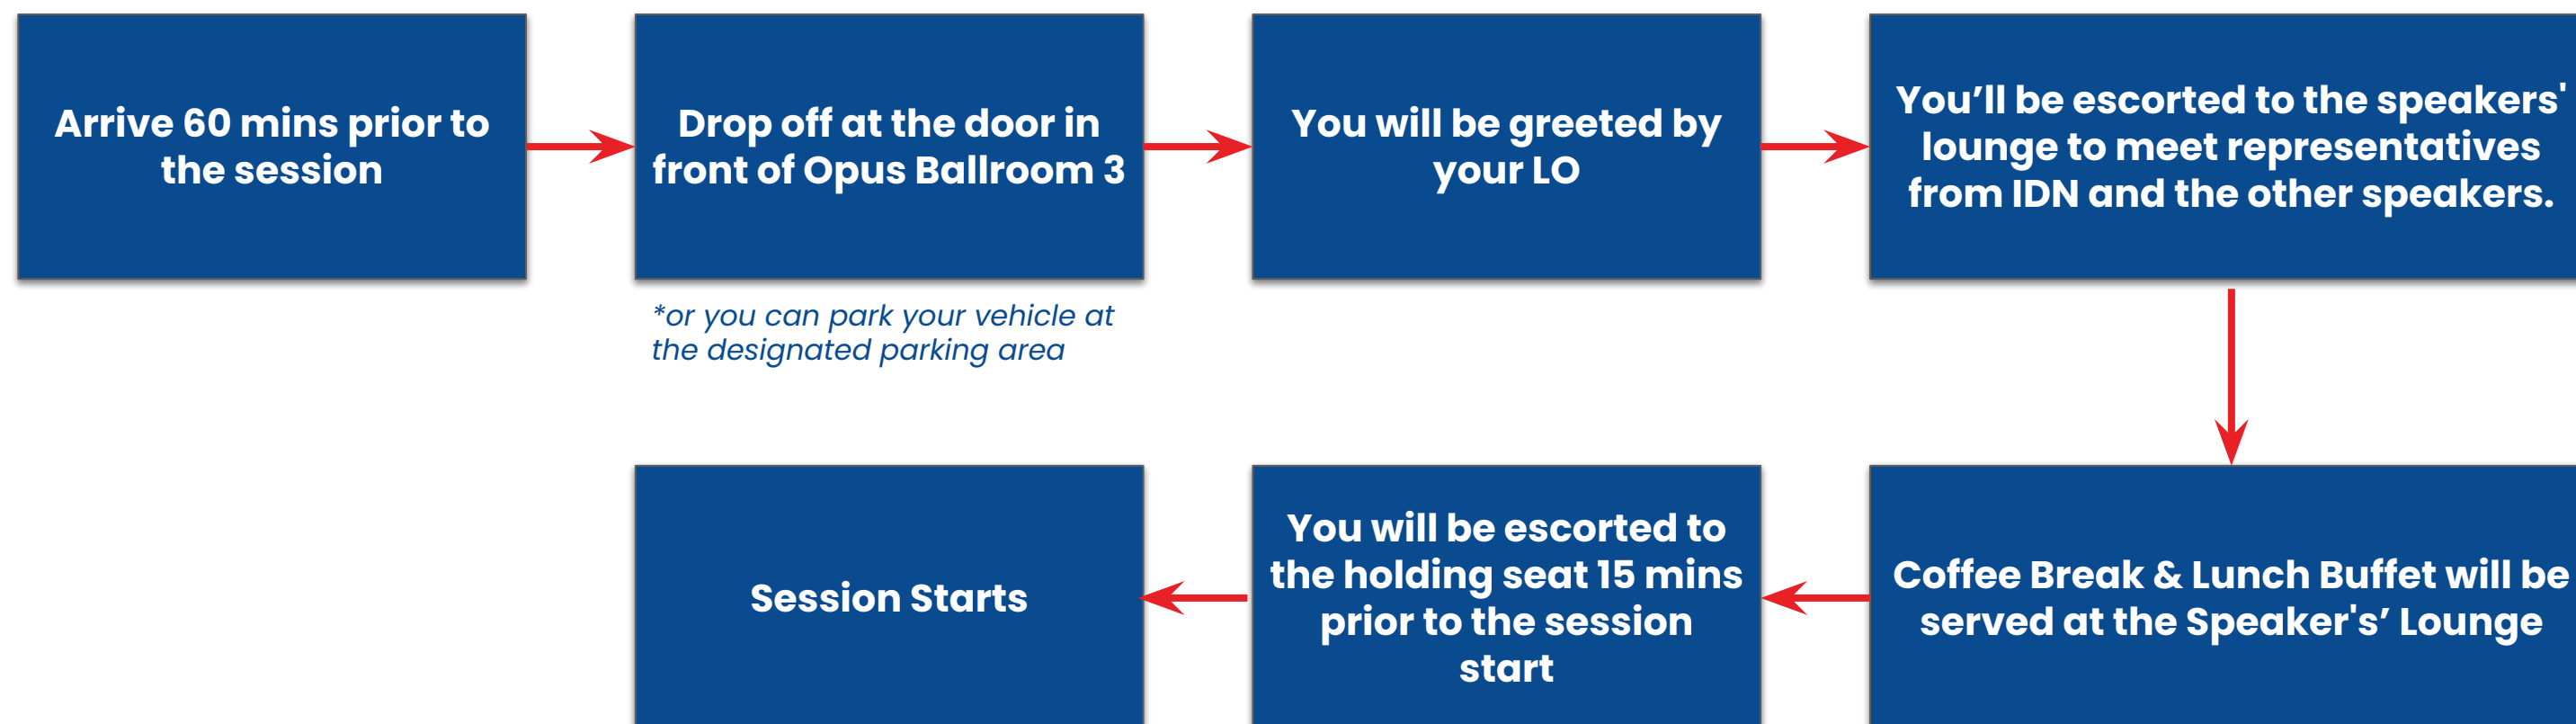 Arrive 60 mins prior to
the session
Drop off at the door in
front of Opus Ballroom 3
*or you can park your vehicle at
the designated parking area
You will be greeted by
your LO
You’ll be escorted to the speakers'
lounge to meet representatives
from IDN and the other speakers.
Coffee Break & Lunch Buffet will be
served at the Speaker's’ Lounge
You will be escorted to
the holding seat 15 mins
prior to the session
start
Session Starts